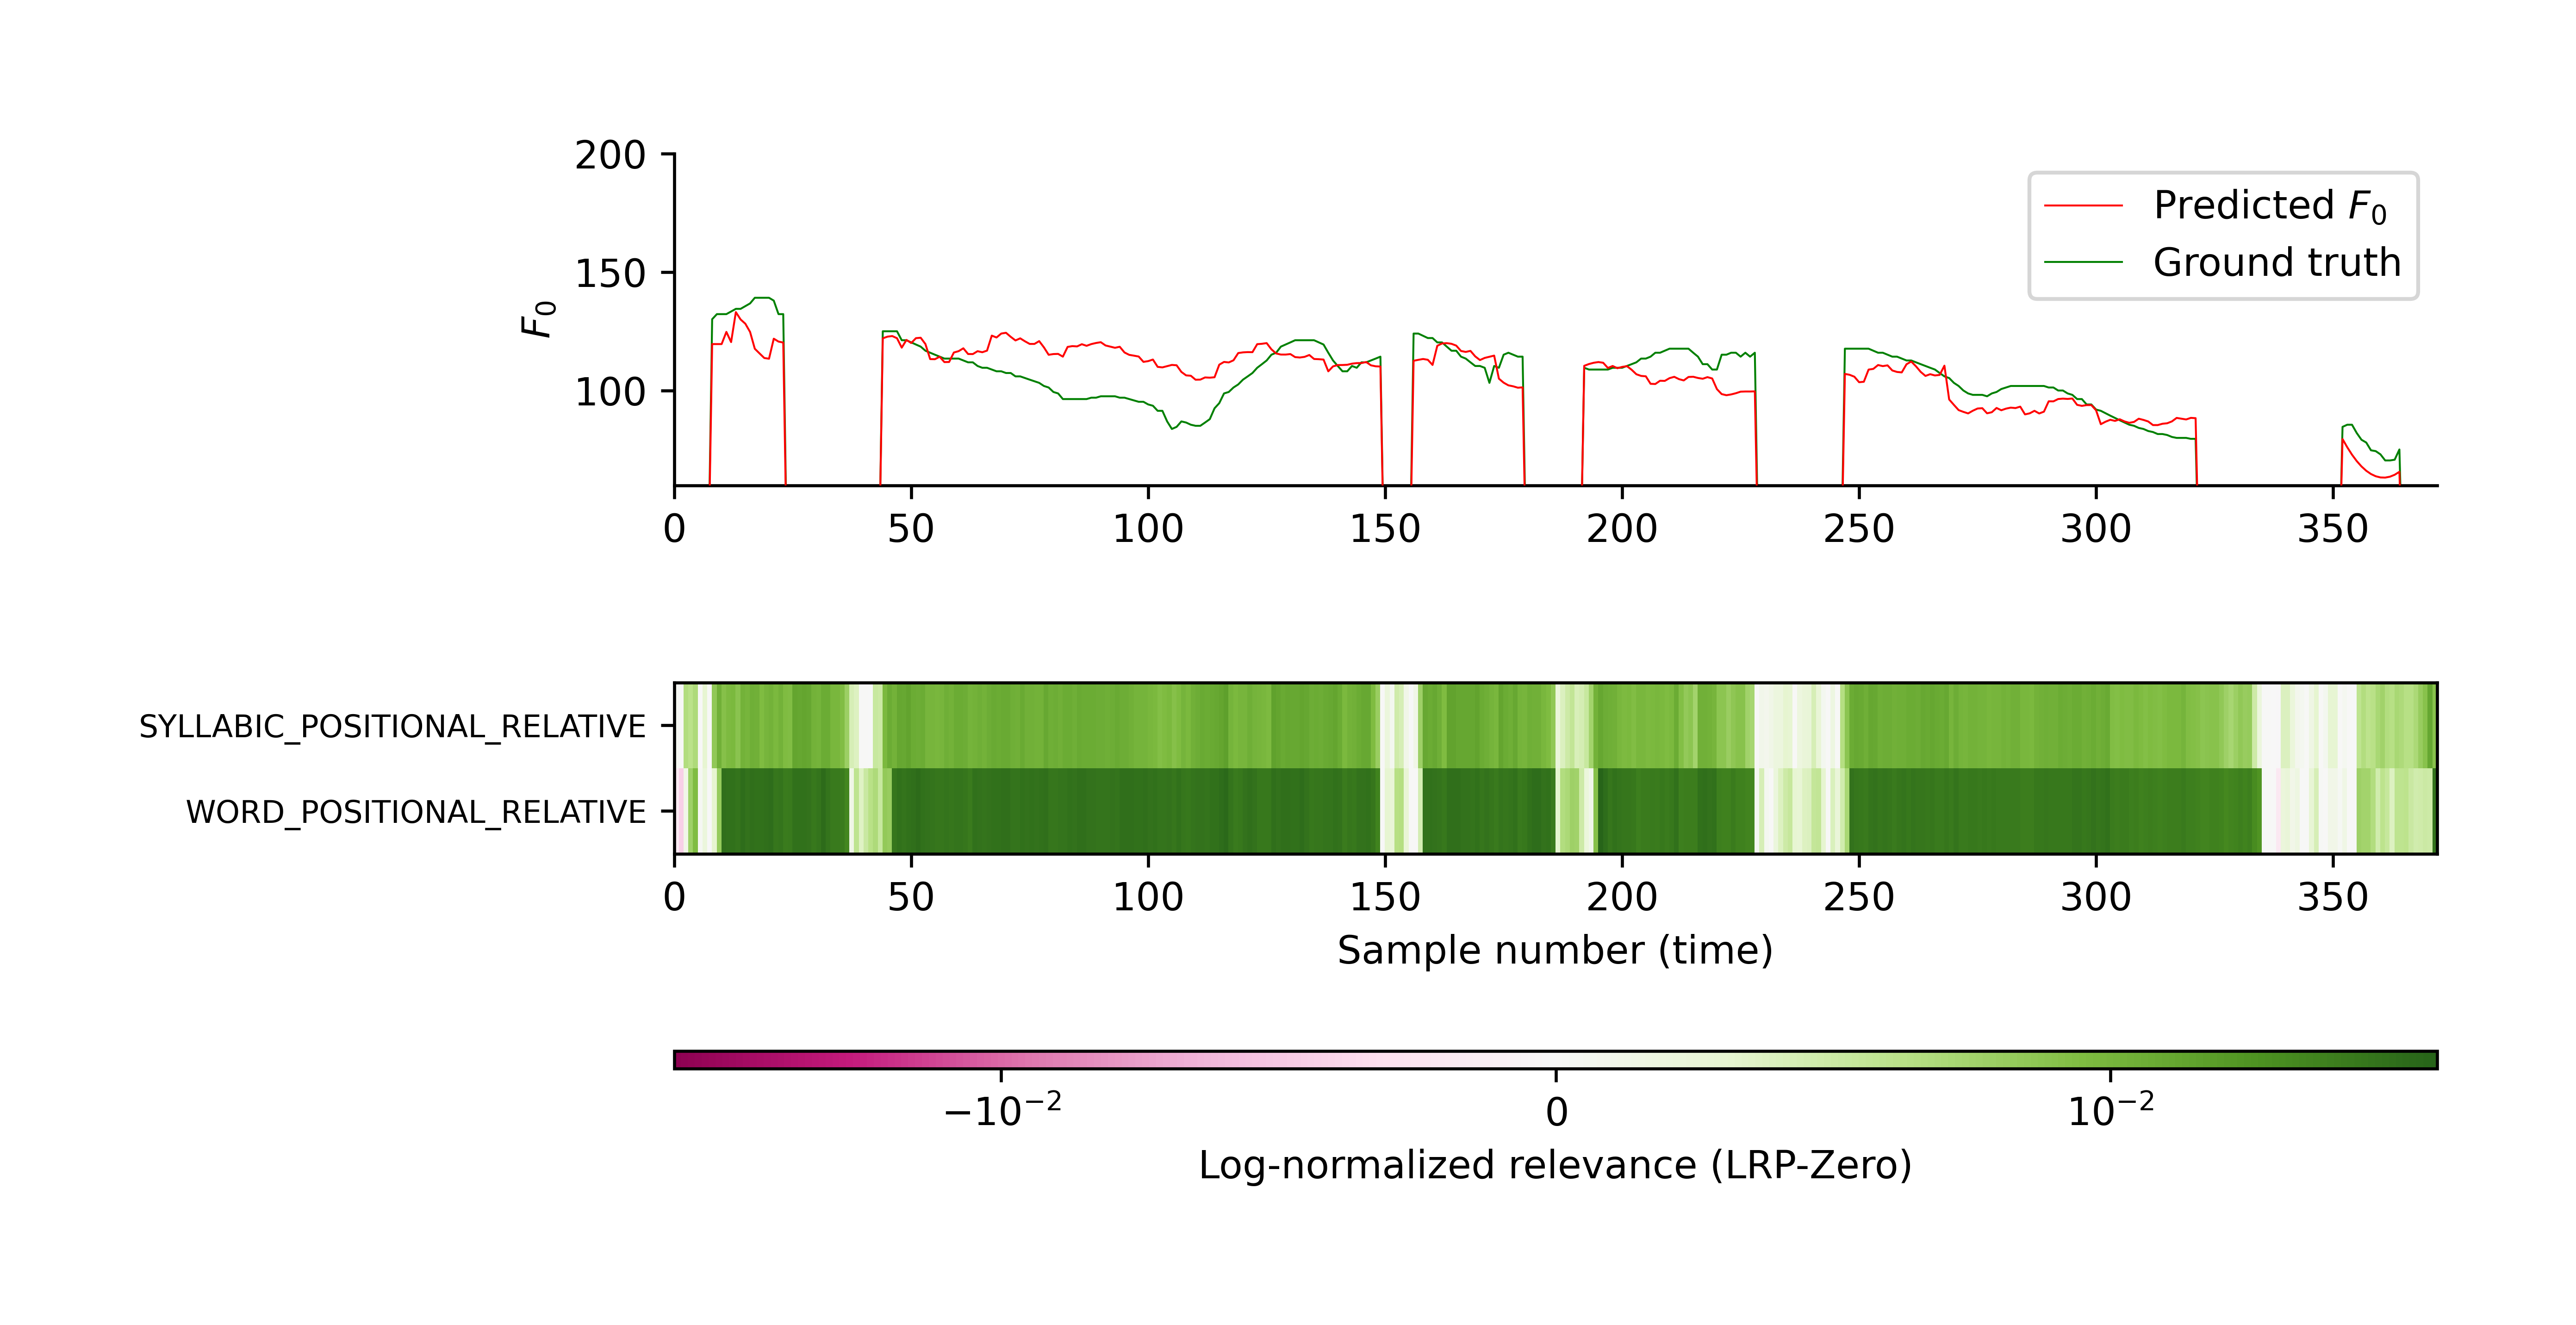 200
150
100
F₀
Predicted F₀
Ground truth
0 50 100 150 200 250 300 350
SYLLABIC_POSITIONAL_RELATIVE
WORD_POSITIONAL_RELATIVE
0 50 100 150 200 250 300 350
Sample number (time)
−10⁻² 0 10⁻²
Log-normalized relevance (LRP-Zero)